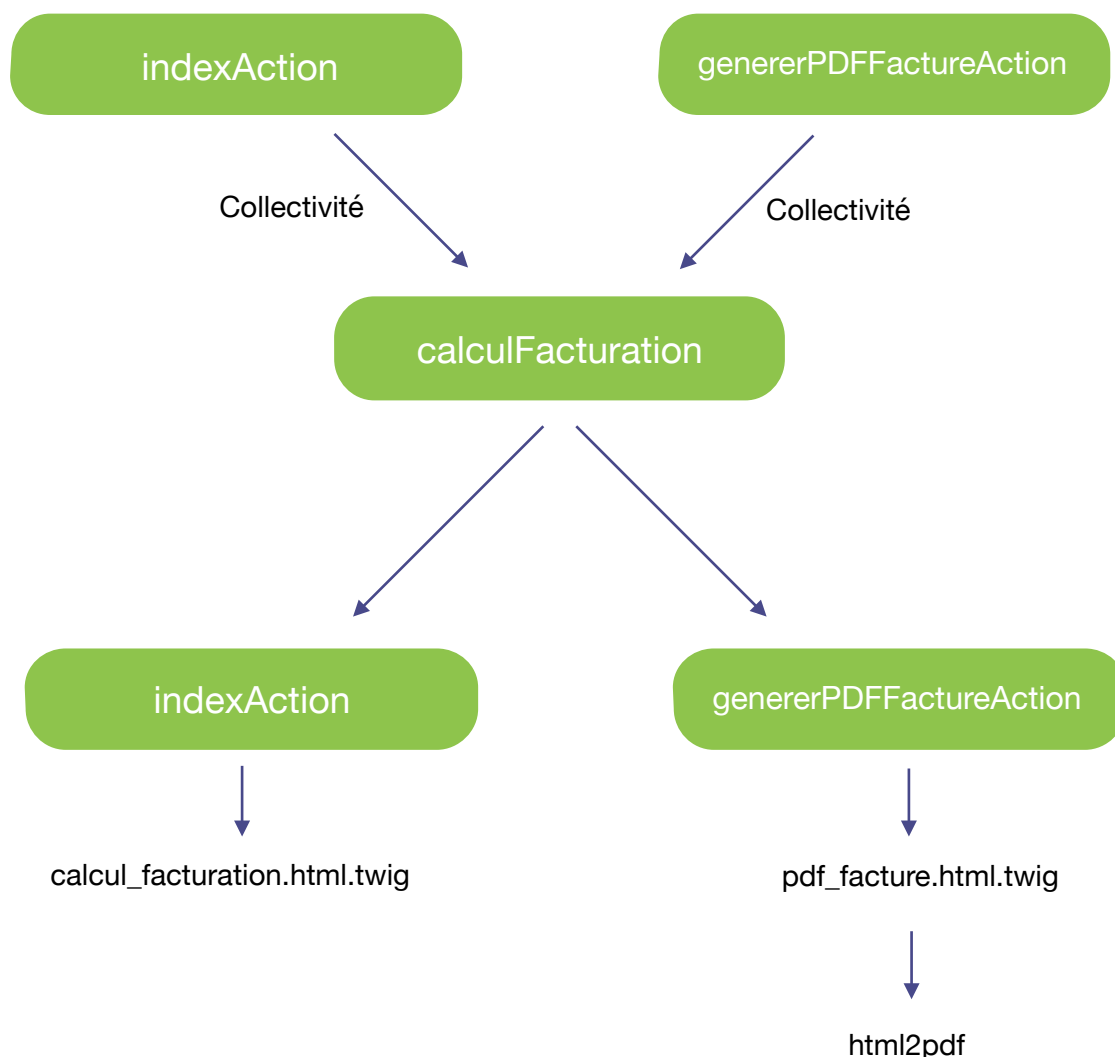 indexAction
genererPDFFactureAction
Collectivité
Collectivité
calculFacturation
indexAction
genererPDFFactureAction
calcul_facturation.html.twig
pdf_facture.html.twig
html2pdf